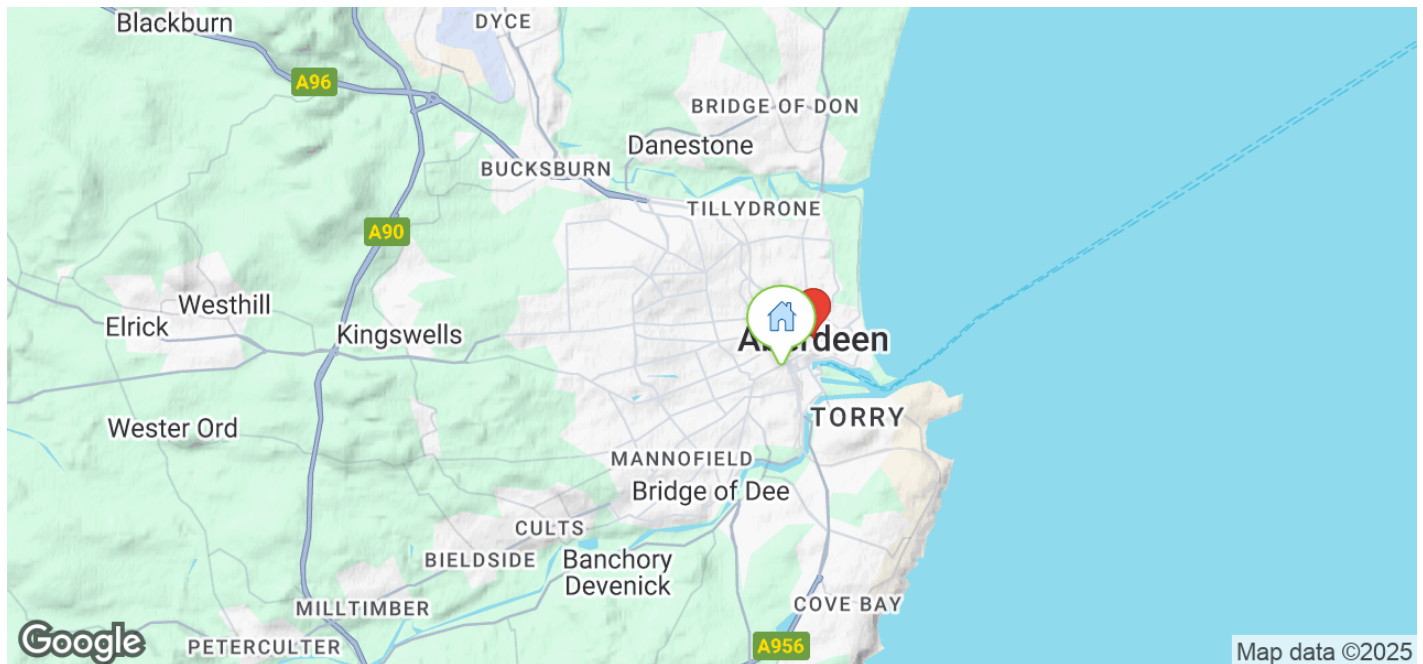 Blackburn
DYCE
A96
BRIDGE OF DON
Danestone
BUCKSBURN
TILLYDRONE
A90
Westhill
Elrick
Kingswells
Aberdeen
TORRY
Wester Ord
MANNOFIELD
Bridge of Dee
CULTS
BIELDSIDE
Banchory
Devenick
MILLTIMBER
COVE BAY
PETERCULTER
A956
Google
Map data ©2025